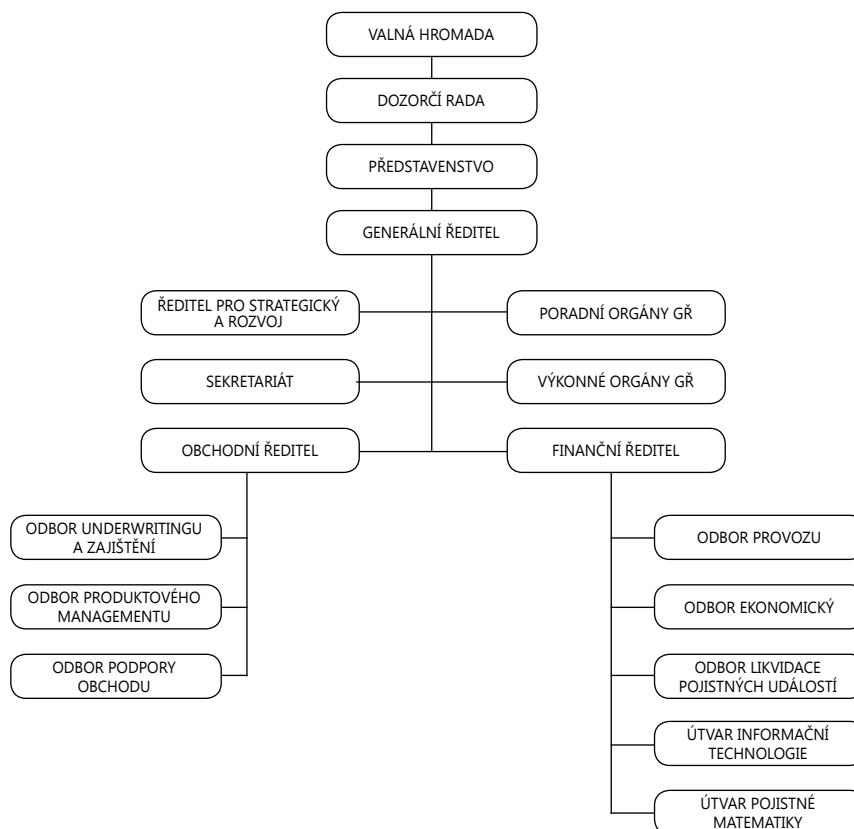 VALNÁ HROMADA
DOZORČÍ RADA
PŘEDSTAVENSTVO
GENERÁLNÍ ŘEDITEL
ŘEDITEL PRO STRATEGICKÝ
A ROZVOJ
PORADNÍ ORGÁNY GŘ
SEKRETARIÁT
VÝKONNÉ ORGÁNY GŘ
OBCHODNÍ ŘEDITEL
FINANČNÍ ŘEDITEL
ODBOR UNDERWRITINGU
A ZAJIŠTĚNÍ
ODBOR PRODUKTOVÉHO
MANAGEMENTU
ODBOR PODPORY
OBCHODU
ODBOR PROVOZU
ODBOR EKONOMICKÝ
ODBOR LIKVIDACE
POJISTNÝCH UDÁLOSTÍ
ÚTVAR INFORMAČNÍ
TECHNOLOGIE
ÚTVAR POJISTNÉ
MATEMATIKY